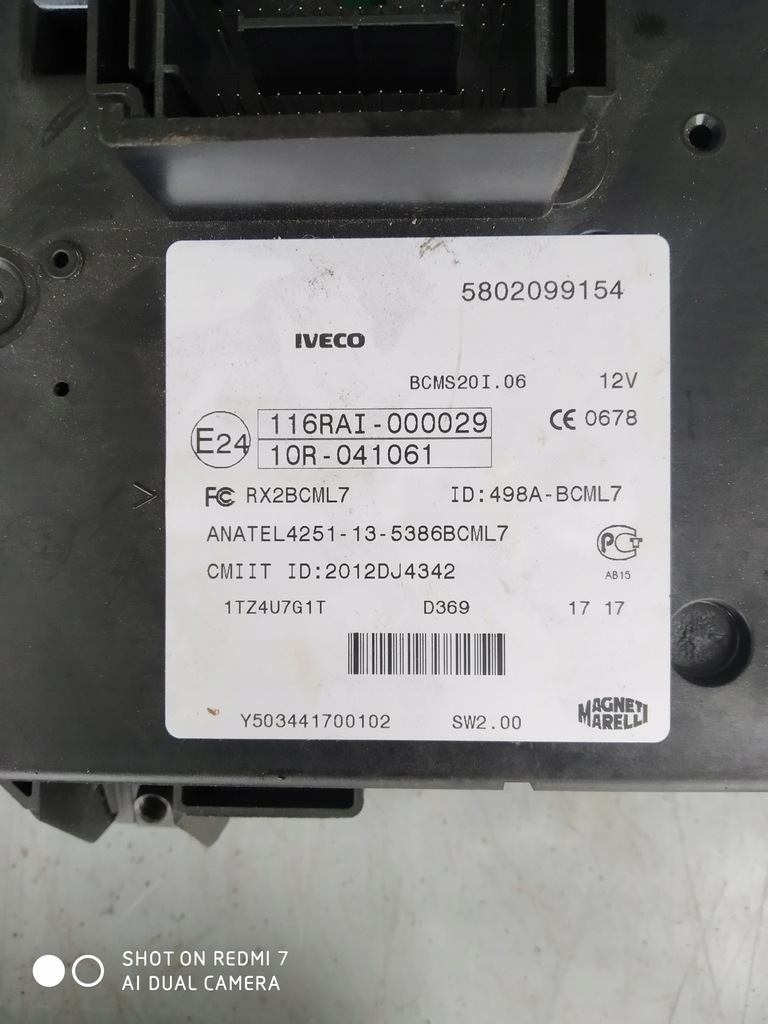 5802099154
IVECO
BCMS20I.06 12V
E24 116RAI-000029 CE 0678
10R-041061
FC RX2BCML7 ID:498A-BCML7
ANATEL4251-13-5386BCML7
PCT
CMIIT ID:2012DJ4342
AB15
1TZ4U7G1T D369 17 17
Y503441700102 SW2.00
MAGNETI
MARELLI
SHOT ON REDMI 7
AI DUAL CAMERA